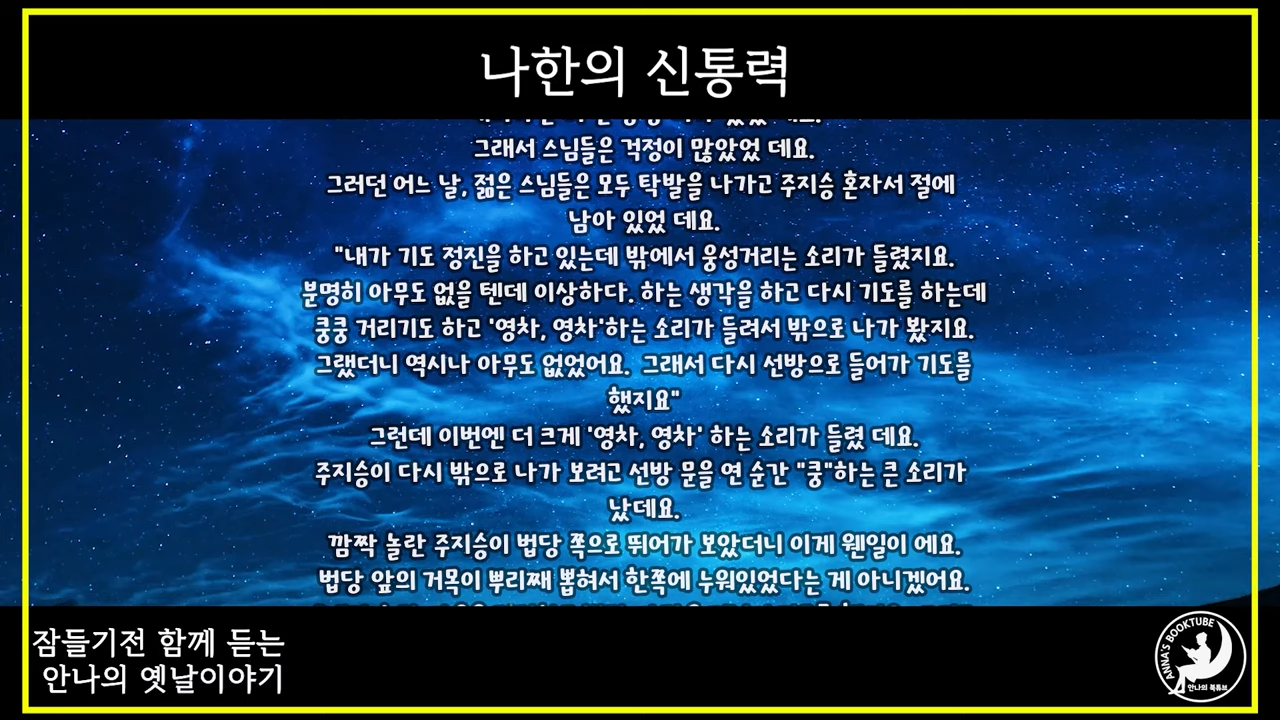 나한의 신통력
그래서 스님들은 걱정이 많았었 데요.
그러던 어느 날, 젊은 스님들은 모두 탁발을 나가고 주지승 혼자서 절에
남아 있었 데요.
"내가 기도 정진을 하고 있는데 밖에서 웅성거리는 소리가 들렸지요.
분명히 아무도 없을 텐데 이상하다. 하는 생각을 하고 다시 기도를 하는데
쿵쿵 거리기도 하고 '영차, 영차'하는 소리가 들려서 밖으로 나가 봤지요.
그랬더니 역시나 아무도 없었어요. 그래서 다시 선방으로 들어가 기도를
했지요"
그런데 이번엔 더 크게 '영차, 영차' 하는 소리가 들렸 데요.
주지승이 다시 밖으로 나가 보려고 선방 문을 연 순간 "쿵"하는 큰 소리가
났데요.
깜짝 놀란 주지승이 법당 쪽으로 뛰어가 보았더니 이게 웬일이 에요.
법당 앞의 거목이 뿌리째 뽑혀서 한쪽에 누워있었다는 게 아니겠어요.
잠들기전 함께 듣는
안나의 옛날이야기
ANNA'S BOOKTUBE
안나의 북튜브